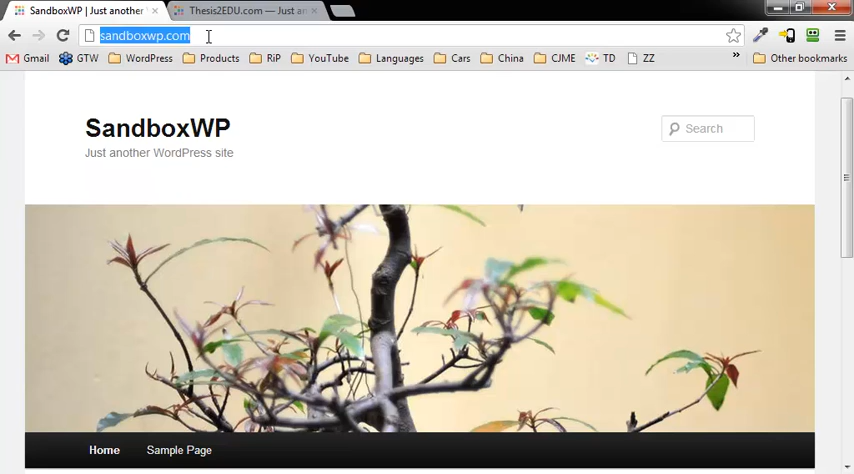 SandboxWP | Just another
Thesis2EDU.com — Just an
sandboxwp.com
Gmail GTW WordPress Products RiP YouTube Languages Cars China CJME TD ZZ » Other bookmarks
SandboxWP
Search
Just another WordPress site
Home Sample Page